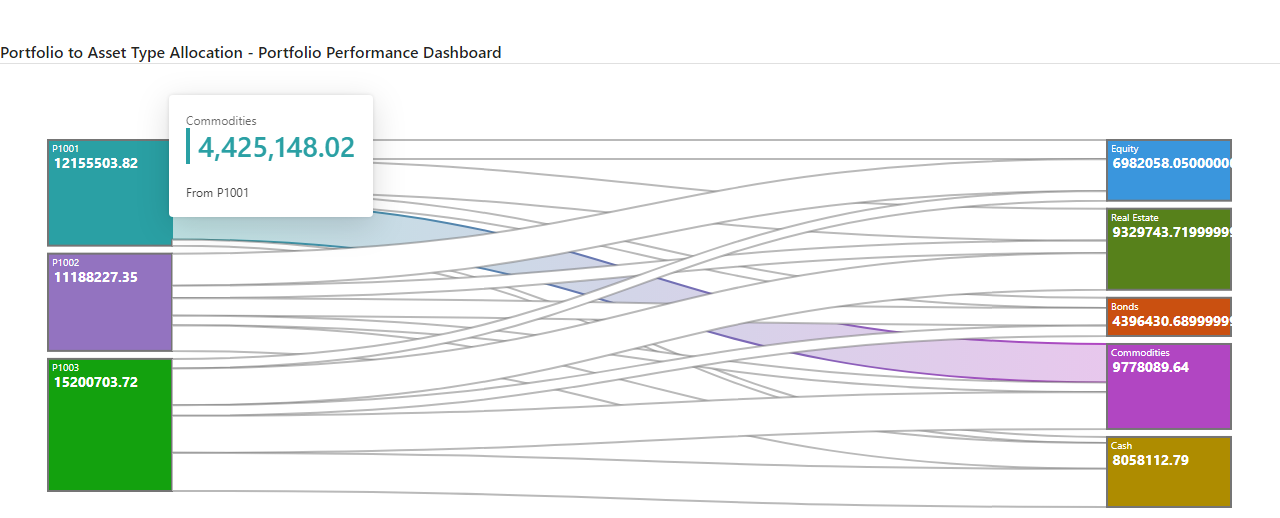 Portfolio to Asset Type Allocation - Portfolio Performance Dashboard
Commodities
4,425,148.02
From P1001
P1001
12155503.82
P1002
11188227.35
P1003
15200703.72
Equity
6982058.0500000
Real Estate
9329743.7199999
Bonds
4396430.6899999
Commodities
9778089.64
Cash
8058112.79